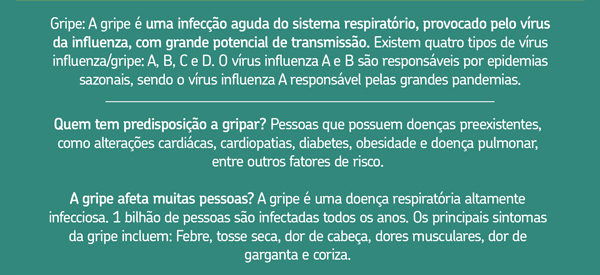 Gripe: A gripe é uma infecção aguda do sistema respiratório, provocado pelo vírus
da influenza, com grande potencial de transmissão. Existem quatro tipos de vírus
influenza/gripe: A, B, C e D. O vírus influenza A e B são responsáveis por epidemias
sazonais, sendo o vírus influenza A responsável pelas grandes pandemias.
Quem tem predisposição a gripar? Pessoas que possuem doenças preexistentes,
como alterações cardiácas, cardiopatias, diabetes, obesidade e doença pulmonar,
entre outros fatores de risco.
A gripe afeta muitas pessoas? A gripe é uma doença respiratória altamente
infecciosa. 1 bilhão de pessoas são infectadas todos os anos. Os principais sintomas
da gripe incluem: Febre, tosse seca, dor de cabeça, dores musculares, dor de
garganta e coriza.